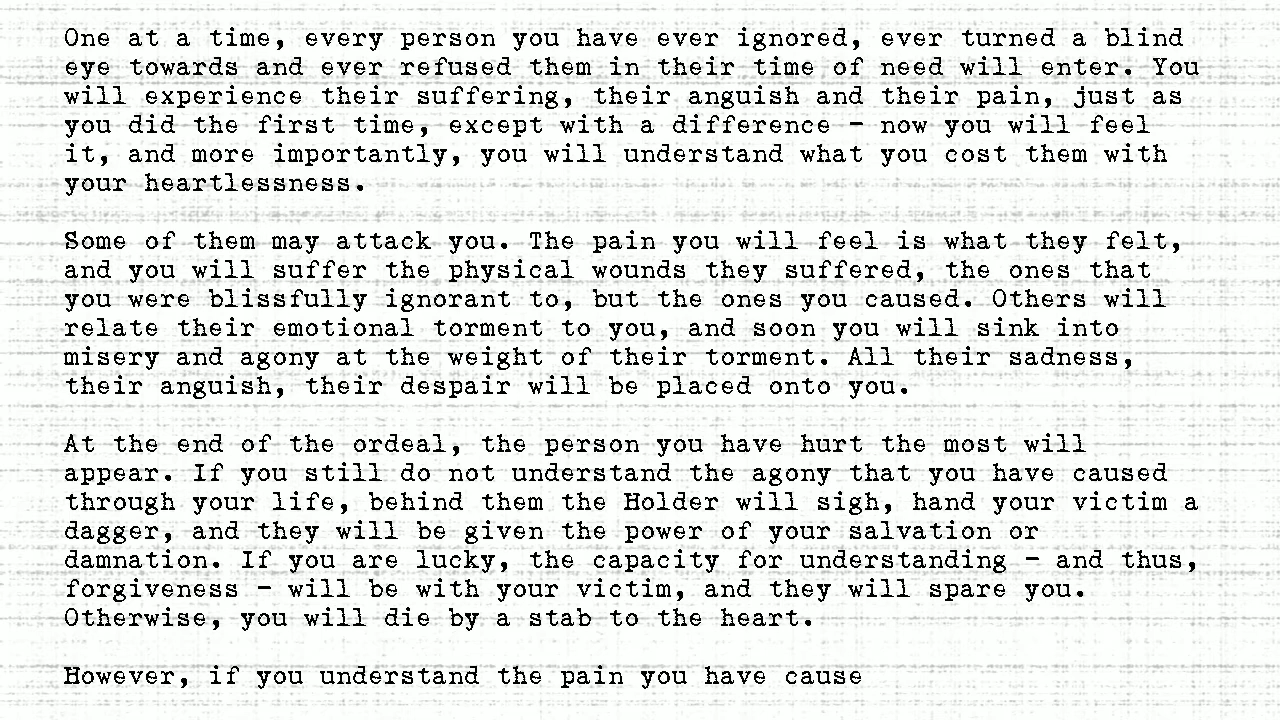 One at a time, every person you have ever ignored, ever turned a blind
eye towards and ever refused them in their time of need will enter. You
will experience their suffering, their anguish and their pain, just as
you did the first time, except with a difference - now you will feel
it, and more importantly, you will understand what you cost them with
your heartlessness.
Some of them may attack you. The pain you will feel is what they felt,
and you will suffer the physical wounds they suffered, the ones that
you were blissfully ignorant to, but the ones you caused. Others will
relate their emotional torment to you, and soon you will sink into
misery and agony at the weight of their torment. All their sadness,
their anguish, their despair will be placed onto you.
At the end of the ordeal, the person you have hurt the most will
appear. If you still do not understand the agony that you have caused
through your life, behind them the Holder will sigh, hand your victim a
dagger, and they will be given the power of your salvation or
damnation. If you are lucky, the capacity for understanding - and thus,
forgiveness - will be with your victim, and they will spare you.
Otherwise, you will die by a stab to the heart.
However, if you understand the pain you have cause